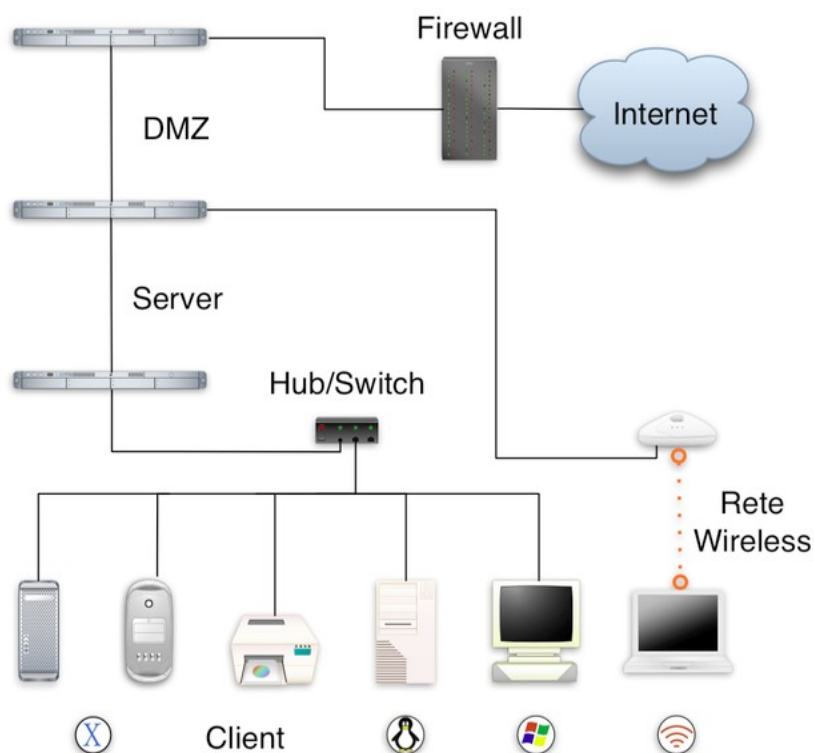 Firewall
Internet
DMZ
Server
Hub/Switch
Rete
Wireless
X
Client